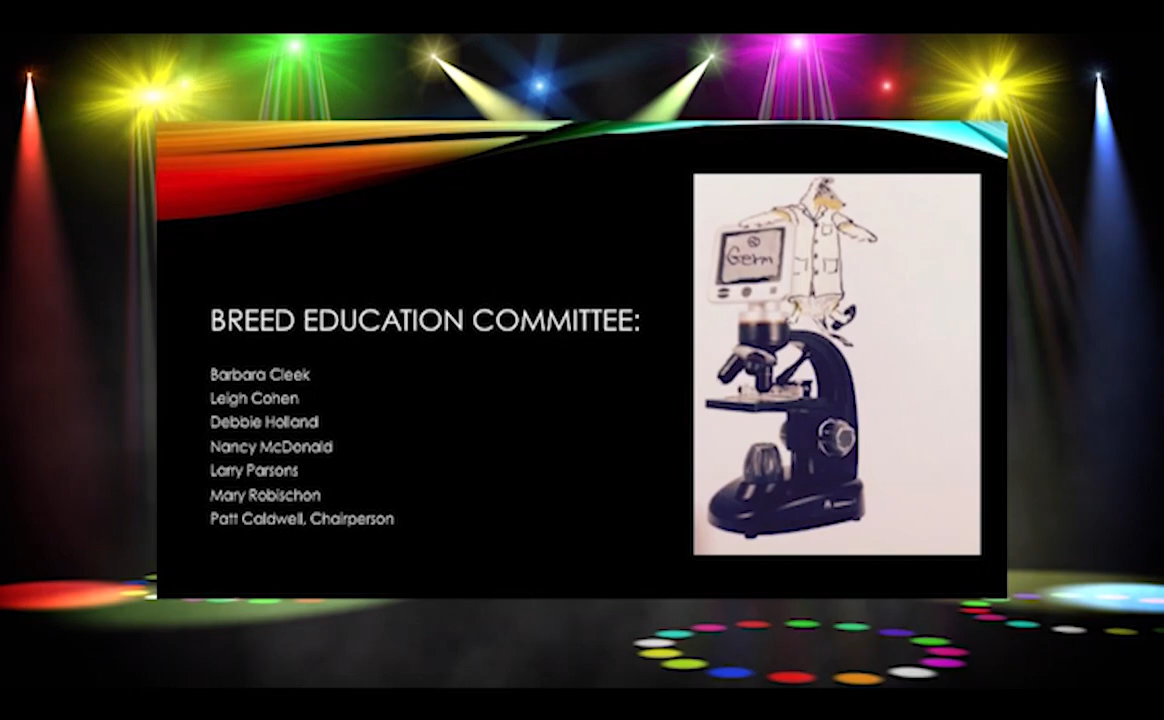 Germ
BREED EDUCATION COMMITTEE:
Barbara Cleek
Leigh Cohen
Debbie Holland
Nancy McDonald
Larry Parsons
Mary Robischon
Patt Caldwell, Chairperson